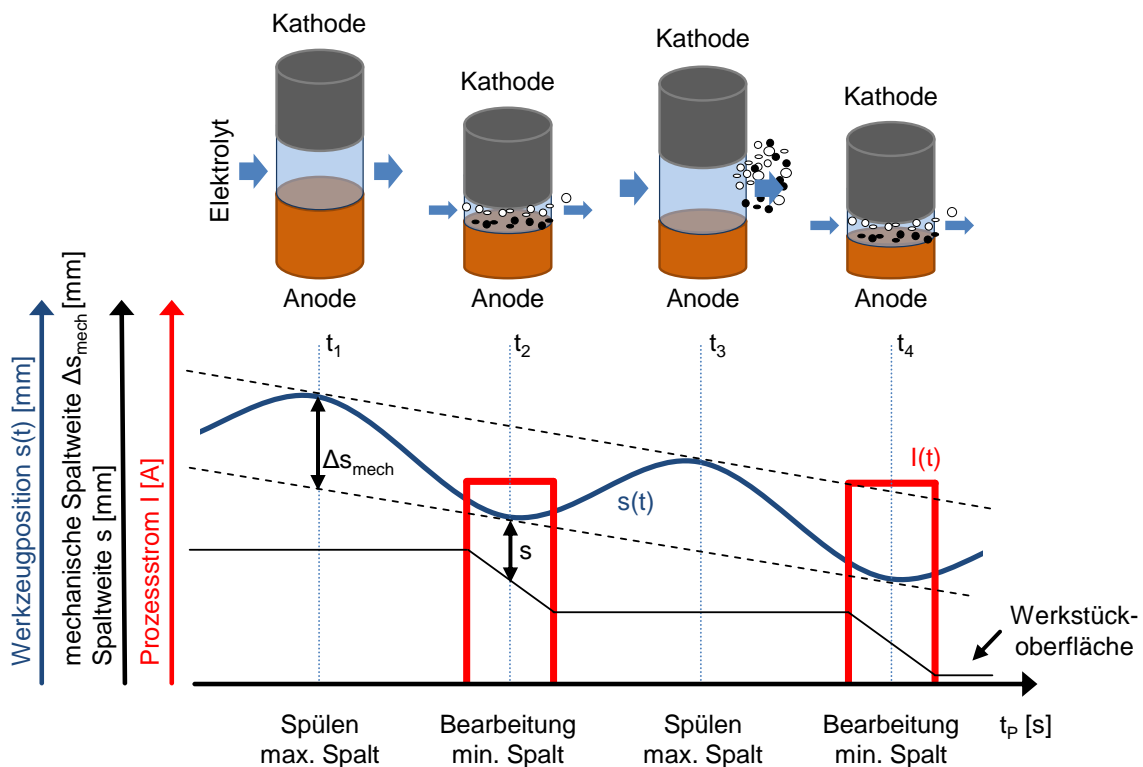 Kathode
Kathode
Kathode
Kathode
Elektrolyt
Anode
Anode
Anode
Anode
Werkzeugposition s(t) [mm]
mechanische Spaltweite Δsmech [mm]
Spaltweite s [mm]
Prozessstrom I [A]
t1
t2
t3
t4
Δsmech
s
s(t)
I(t)
Werkstück-
oberfläche
Spülen
max. Spalt
Bearbeitung
min. Spalt
Spülen
max. Spalt
Bearbeitung
min. Spalt
tP [s]